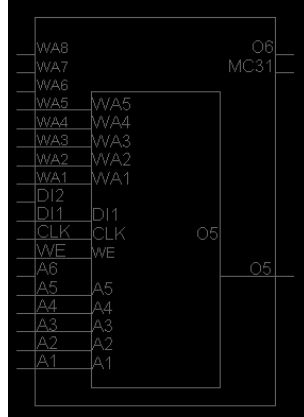 WA8 O6
WA7 MC31
WA6
WA5 WA5
WA4 WA4
WA3 WA3
WA2 WA2
WA1 WA1
DI2
DI1 DI1
CLK CLK O5
WE WE
A6 O5
A5 A5
A4 A4
A3 A3
A2 A2
A1 A1